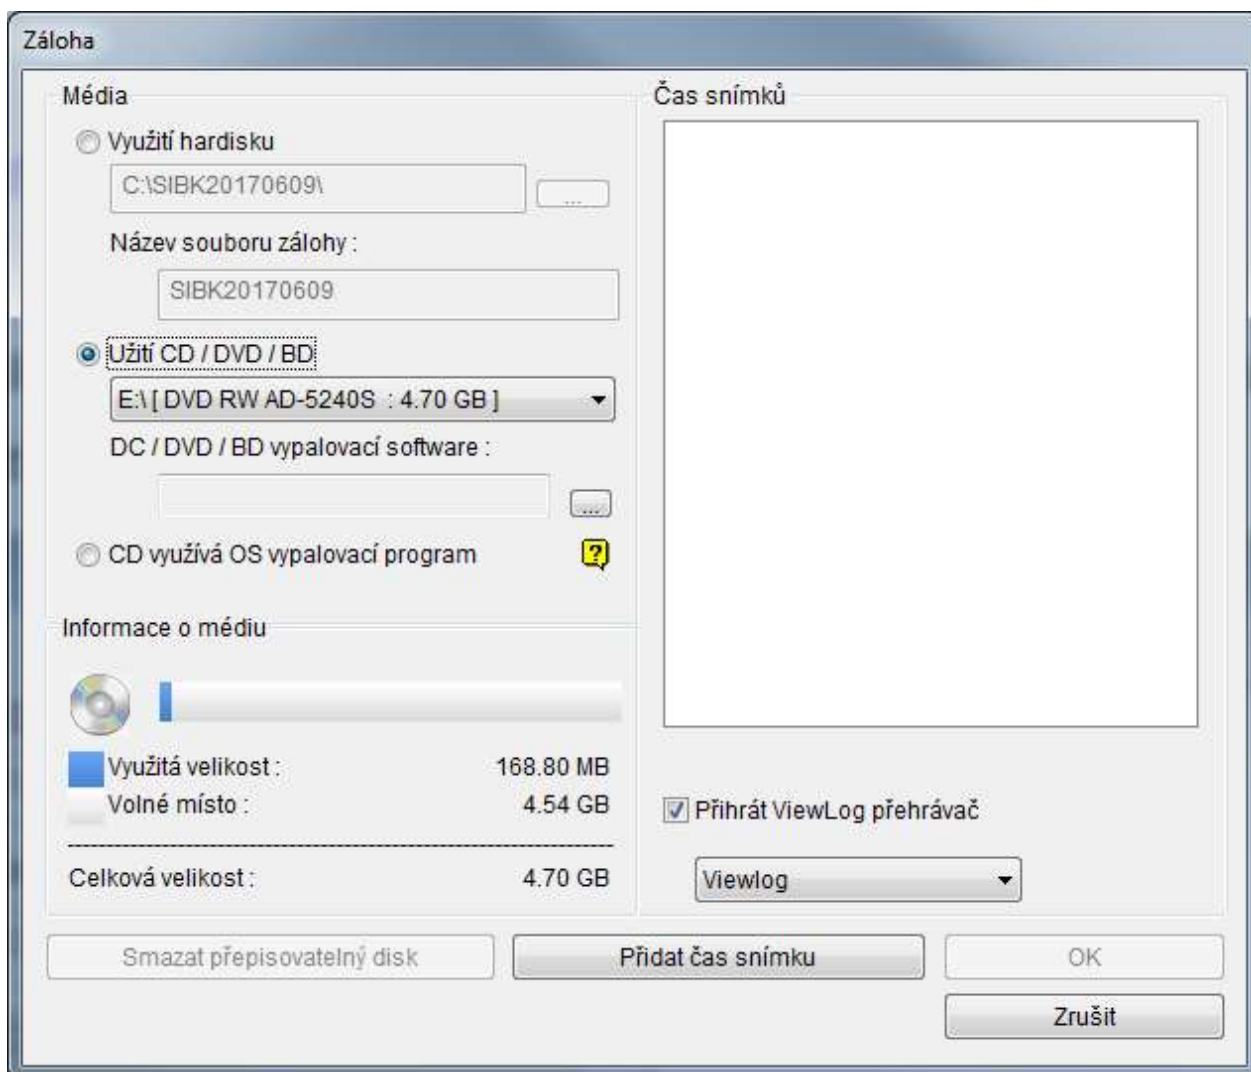 Záloha
Média
Využití hardisku
C:\SIBK20170609\
...
Název souboru zálohy :
SIBK20170609
Užití CD / DVD / BD
E:\ [ DVD RW AD-5240S : 4.70 GB ]
DC / DVD / BD vypalovací software :
...
CD využívá OS vypalovací program
?
Informace o médiu
Využitá velikost : 168.80 MB
Volné místo : 4.54 GB
Celková velikost : 4.70 GB
Čas snímků
Přihrát ViewLog přehrávač
Viewlog
Smazat přepisovatelný disk
Přidat čas snímku
OK
Zrušit